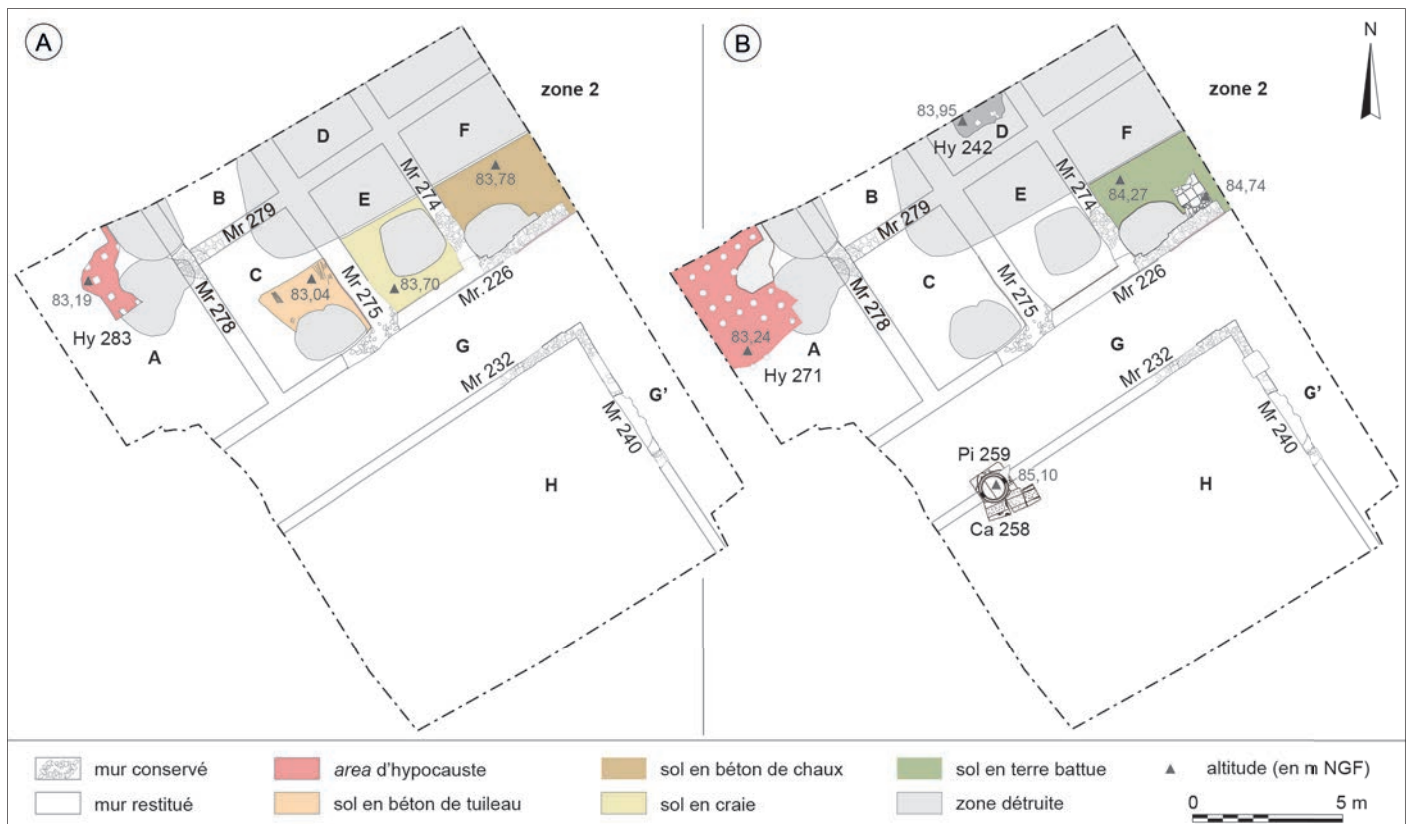 A
zone 2
D
F
B
E
Mr 274
83,78
Mr 279
C
83,04
Mr 275
83,70
83,19
Hy 283
Mr 278
A
Mr 226
G
Mr 232
G'
Mr 240
H
B
N
zone 2
83,95
D
Hy 242
F
B
E
Mr 274
84,27
84,74
Mr 279
C
Mr 275
Mr 226
83,24
A
Hy 271
Mr 278
G
Mr 232
G'
Mr 240
Pi 259
85,10
Ca 258
H
mur conservé
area d'hypocauste
sol en béton de chaux
sol en terre battue
altitude (en m NGF)
mur restitué
sol en béton de tuileau
sol en craie
zone détruite
0 5 m